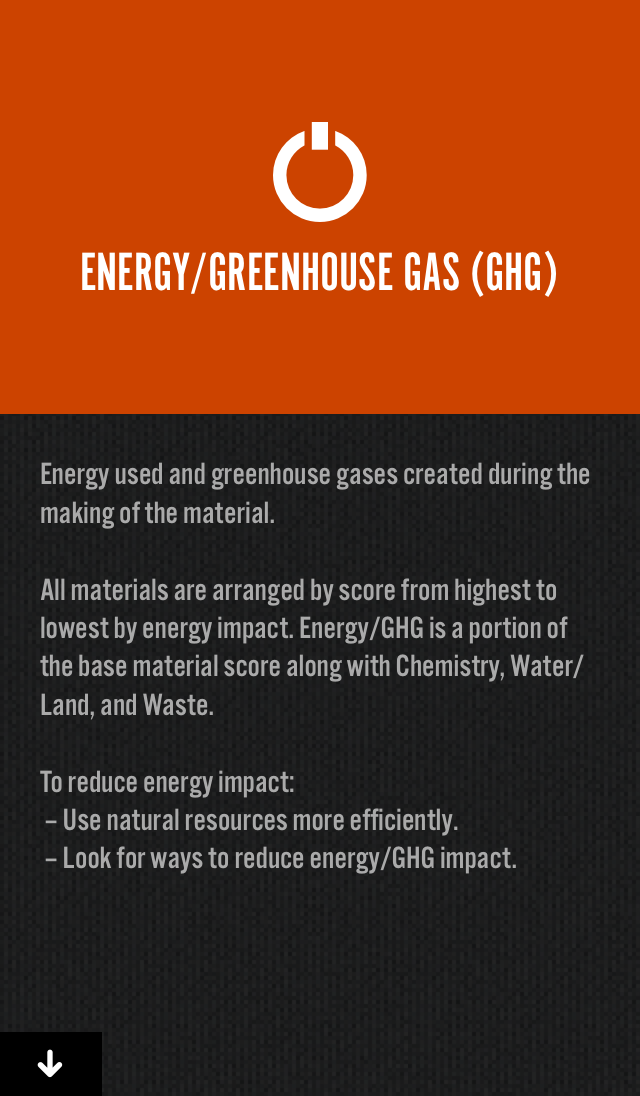 ENERGY/GREENHOUSE GAS (GHG)
Energy used and greenhouse gases created during the
making of the material.
All materials are arranged by score from highest to
lowest by energy impact. Energy/GHG is a portion of
the base material score along with Chemistry, Water/
Land, and Waste.
To reduce energy impact:
– Use natural resources more efficiently.
– Look for ways to reduce energy/GHG impact.